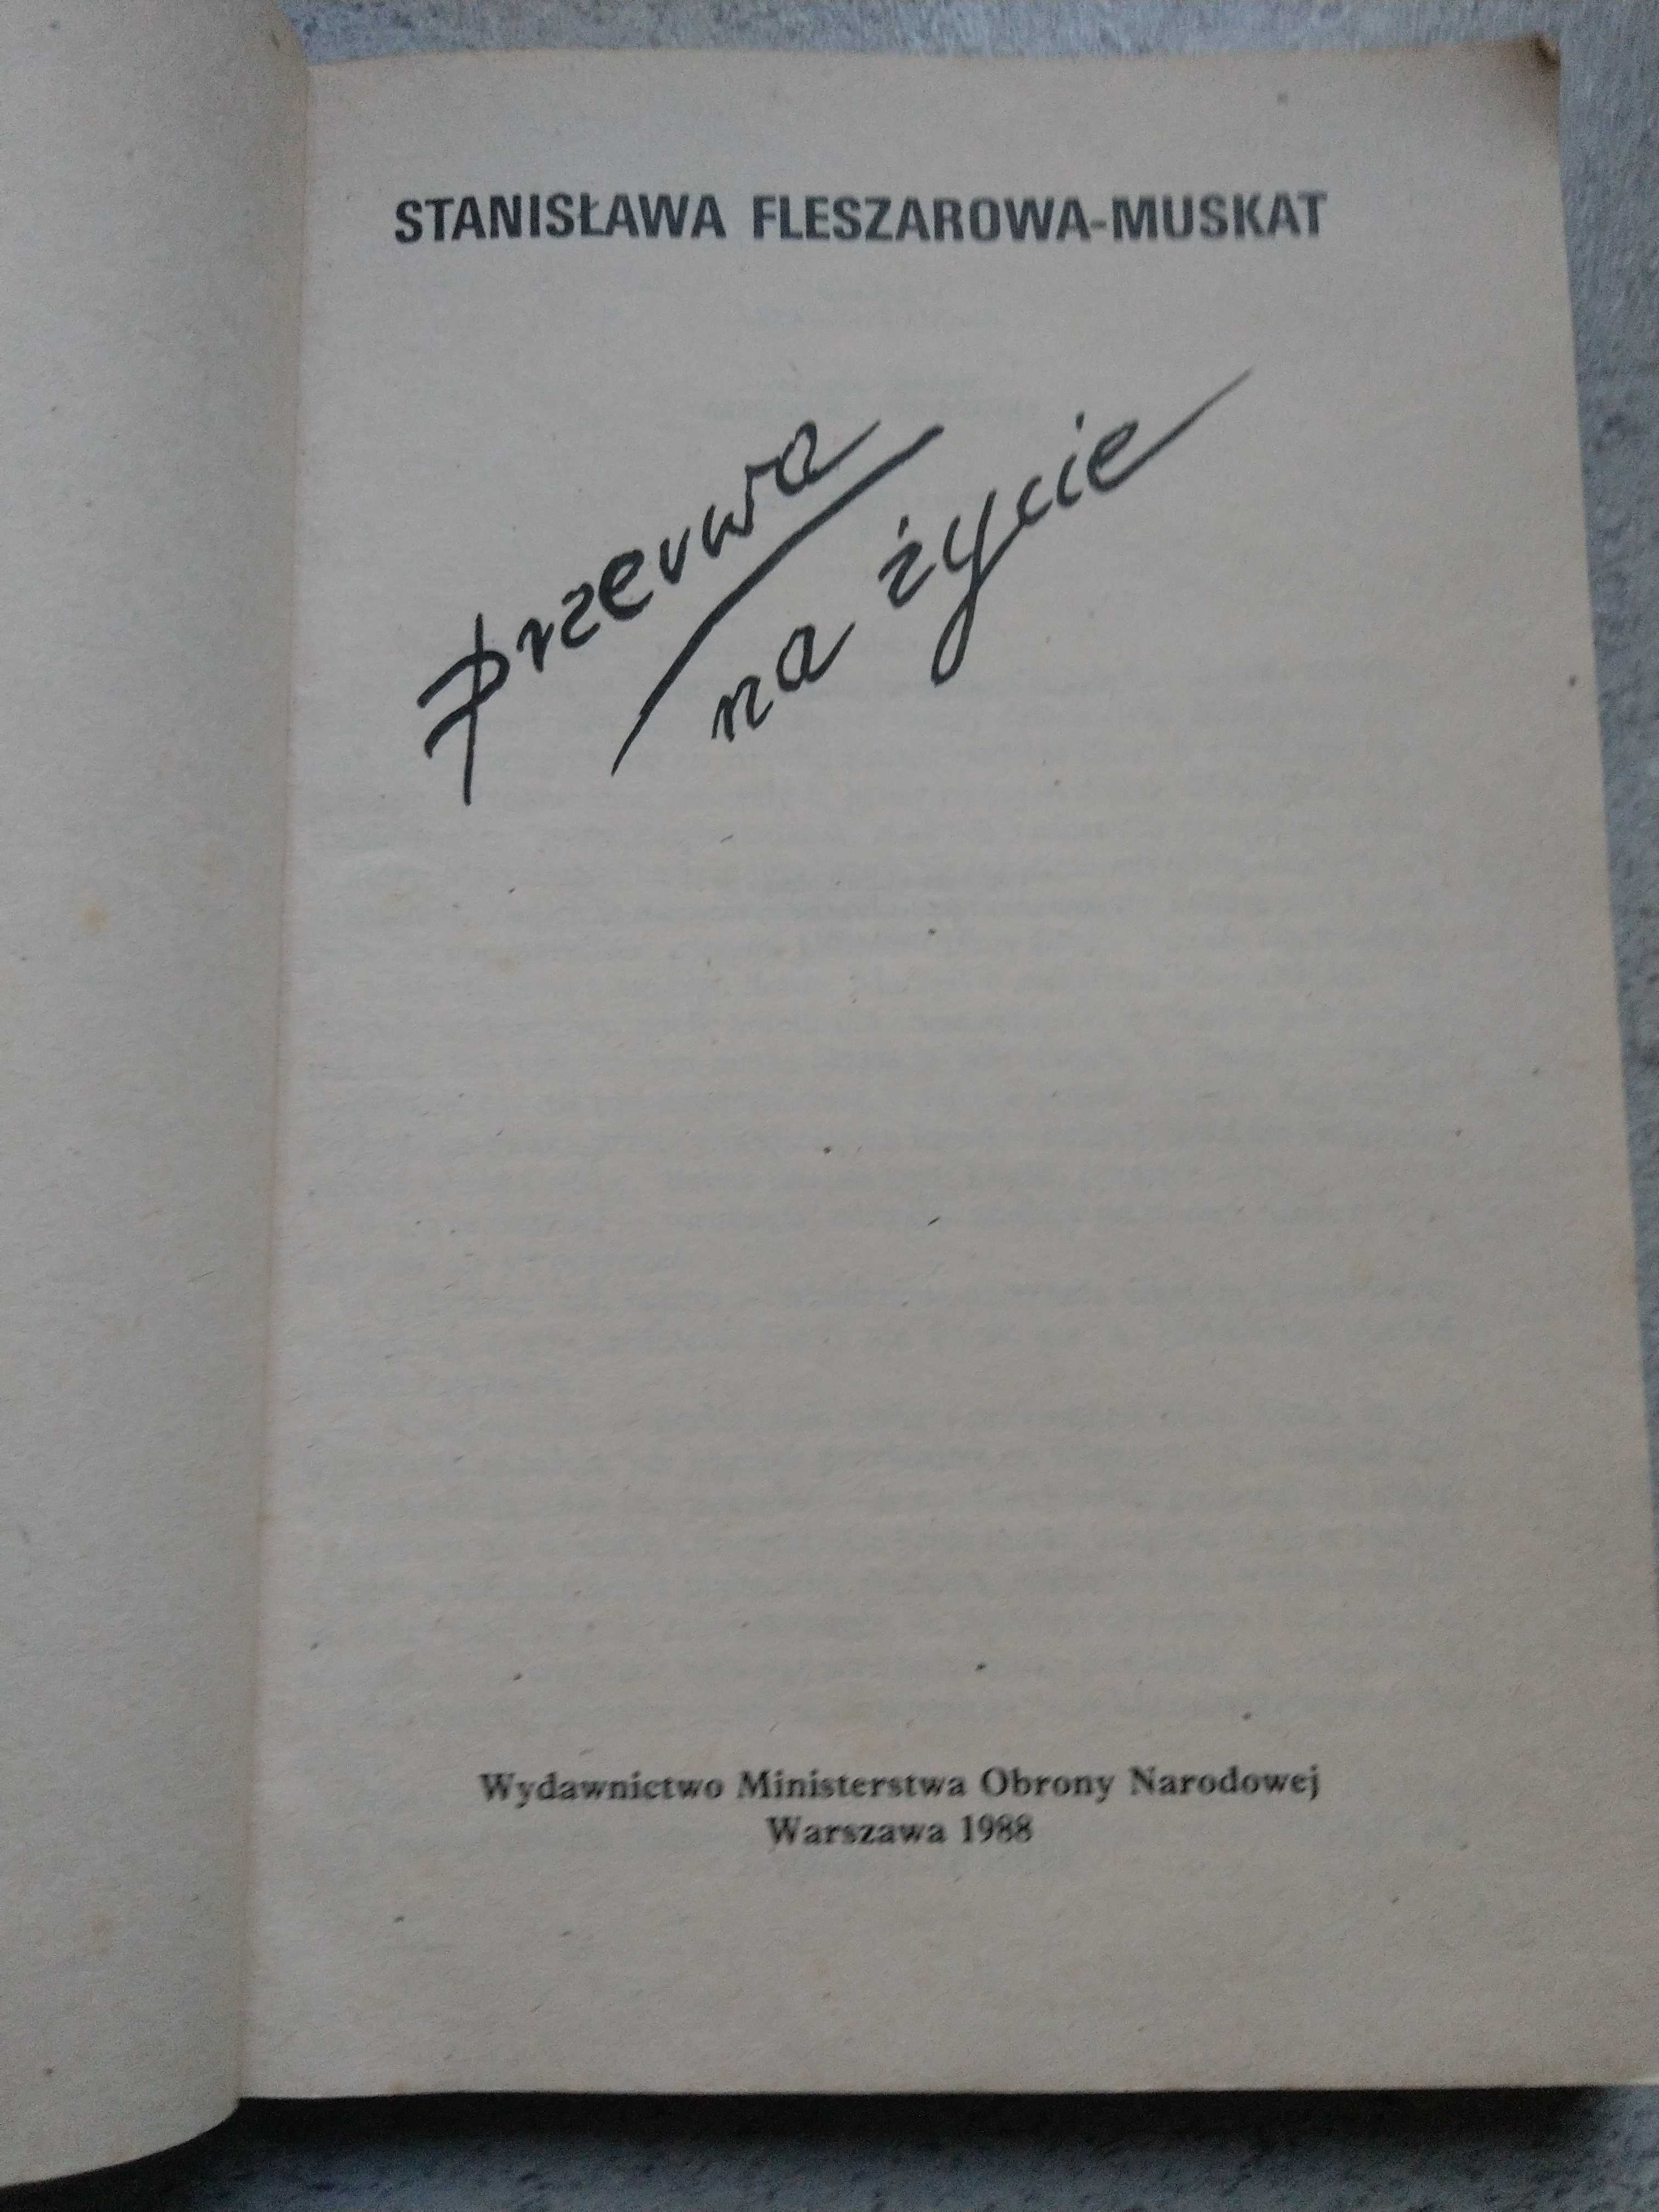 STANISŁAWA FLESZAROWA-MUSKAT
Przerwa
na życie
Wydawnictwo Ministerstwa Obrony Narodowej
Warszawa 1988